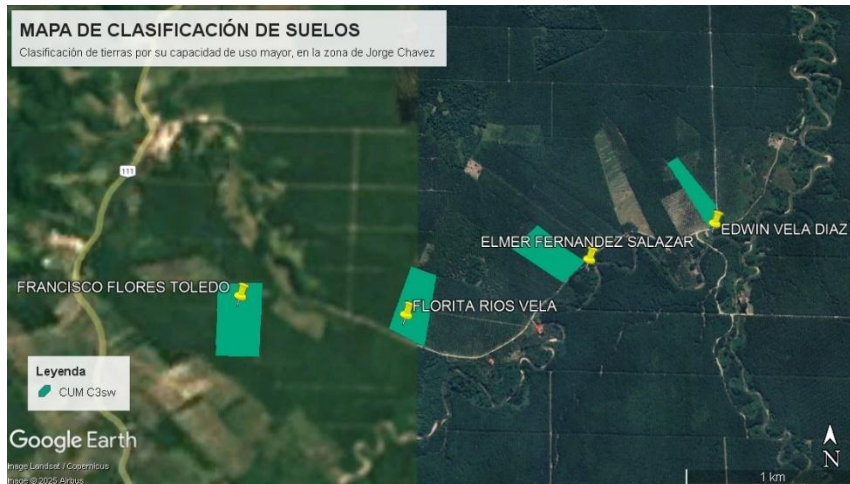 MAPA DE CLASIFICACIÓN DE SUELOS
Clasificación de tierras por su capacidad de uso mayor, en la zona de Jorge Chavez
111
EDWIN VELA DIAZ
ELMER FERNANDEZ SALAZAR
FRANCISCO FLORES TOLEDO
FLORITA RIOS VELA
Leyenda
CUM C3sw
Google Earth
Image Landsat / Copernicus
Image © 2025 Airbus
N
1 km